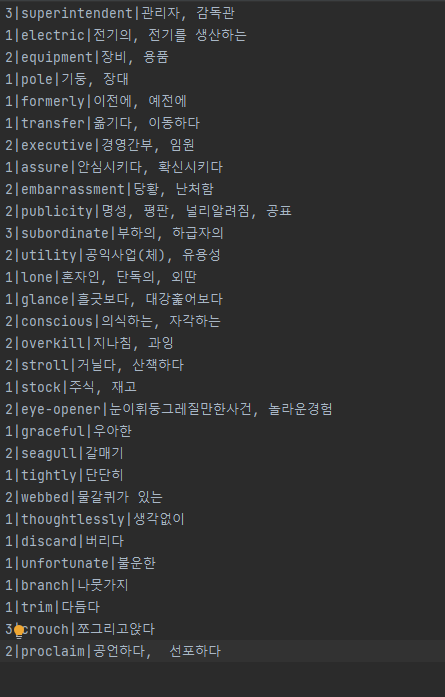 3|superintendent|관리자, 감독관
1|electric|전기의, 전기를 생산하는
2|equipment|장비, 용품
1|pole|기둥, 장대
1|formerly|이전에, 예전에
1|transfer|옮기다, 이동하다
2|executive|경영간부, 임원
1|assure|안심시키다, 확신시키다
2|embarrassment|당황, 난처함
2|publicity|명성, 평판, 널리알려짐, 공표
3|subordinate|부하의, 하급자의
2|utility|공익사업(체), 유용성
1|lone|혼자인, 단독의, 외딴
1|glance|흘긋보다, 대강훑어보다
2|conscious|의식하는, 자각하는
2|overkill|지나침, 과잉
2|stroll|거닐다, 산책하다
1|stock|주식, 재고
2|eye-opener|눈이휘둥그레질만한사건, 놀라운경험
1|graceful|우아한
2|seagull|갈매기
1|tightly|단단히
2|webbed|물갈퀴가 있는
1|thoughtlessly|생각없이
1|discard|버리다
1|unfortunate|불운한
1|branch|나뭇가지
1|trim|다듬다
3|crouch|쪼그리고앉다
2|proclaim|공언하다,  선포하다